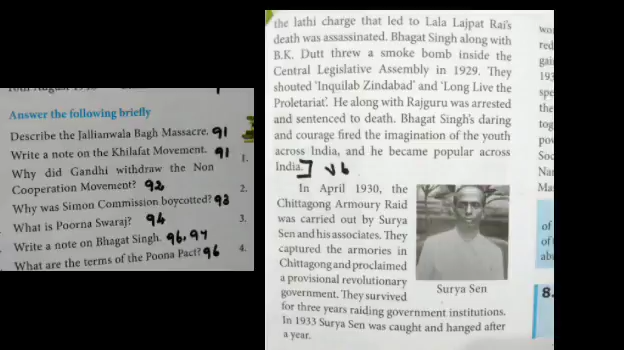 Answer the following briefly
Describe the Jallianwala Bagh Massacre. 91
Write a note on the Khilafat Movement. 91
Why did Gandhi withdraw the Non
Cooperation Movement? 92
Why was Simon Commission boycotted? 93
What is Poorna Swaraj? 94
Write a note on Bhagat Singh. 96, 94
What are the terms of the Poona Pact? 96
1.
2.
3.
4.
the lathi charge that led to Lala Lajpat Rai's
death was assassinated. Bhagat Singh along with
B.K. Dutt threw a smoke bomb inside the
Central Legislative Assembly in 1929. They
shouted 'Inquilab Zindabad' and 'Long Live the
Proletariat'. He along with Rajguru was arrested
and sentenced to death. Bhagat Singh's daring
and courage fired the imagination of the youth
across India, and he became popular across
India.
In April 1930, the
Chittagong Armoury Raid
was carried out by Surya
Sen and his associates. They
captured the armories in
Chittagong and proclaimed
a provisional revolutionary
government. They survived
for three years raiding government institutions.
In 1933 Surya Sen was caught and hanged after
a year.
Surya Sen
8.